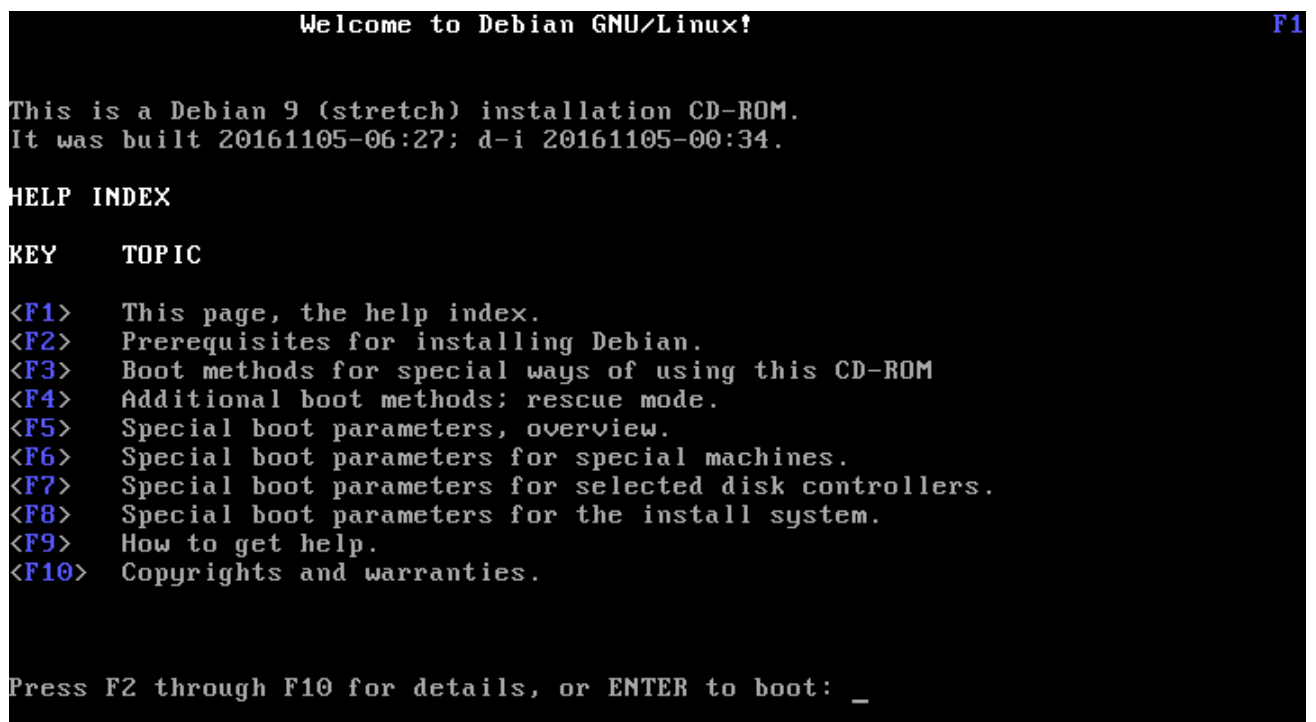 Welcome to Debian GNU/Linux! F1
This is a Debian 9 (stretch) installation CD-ROM.
It was built 20161105-06:27; d-i 20161105-00:34.
HELP INDEX
KEY TOPIC
<F1> This page, the help index.
<F2> Prerequisites for installing Debian.
<F3> Boot methods for special ways of using this CD-ROM
<F4> Additional boot methods; rescue mode.
<F5> Special boot parameters, overview.
<F6> Special boot parameters for special machines.
<F7> Special boot parameters for selected disk controllers.
<F8> Special boot parameters for the install system.
<F9> How to get help.
<F10> Copyrights and warranties.
Press F2 through F10 for details, or ENTER to boot: _